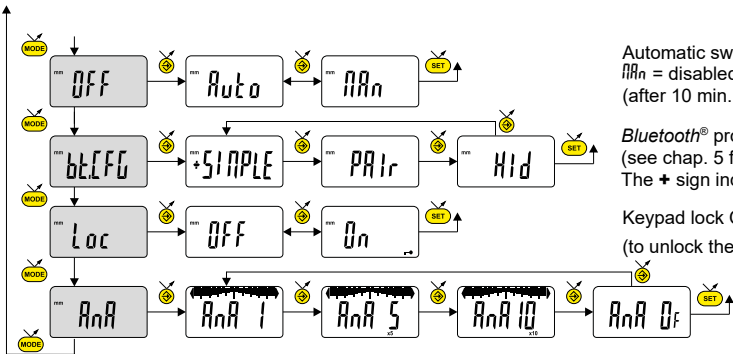 MODE
mm OFF mm Auto mm MAn SET
MODE
mm bt.CFG mm +SIMPLE mm PAIr mm HId SET
MODE
mm Loc mm OFF mm On SET
MODE
mm AnA AnA 1 AnA 5 x5 AnA 10 x10 AnA OF SET
MODE
Automatic sw
MAn = disabled
(after 10 min.
Bluetooth® pro
(see chap. 5 f
The + sign inc
Keypad lock
(to unlock the